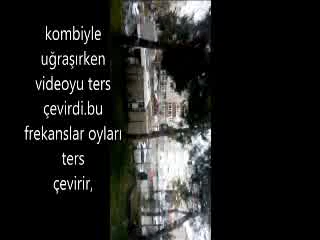 kombiyle
uğraşırken
videoyu ters
çevirdi.bu
frekanslar oyları
ters
çevirir,